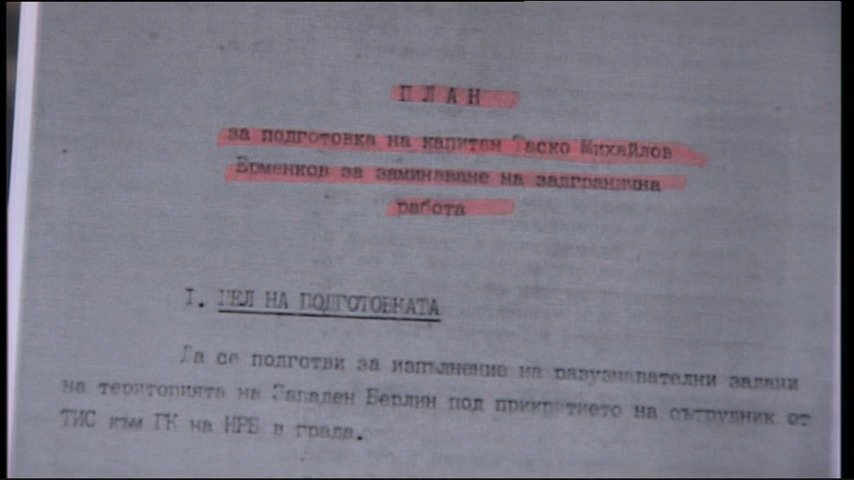 ПЛАН
за подготовка на капитан Таско Михайлов
Ерменков за заминаване на задгранична
работа
I. ЦЕЛ НА ПОДГОТОВКАТА
Да се подготви за изпълнение на разузнавателни задачи
на територията на Западен Берлин под прикритието на сътрудник от
ТИС към ГК на НРБ в града.